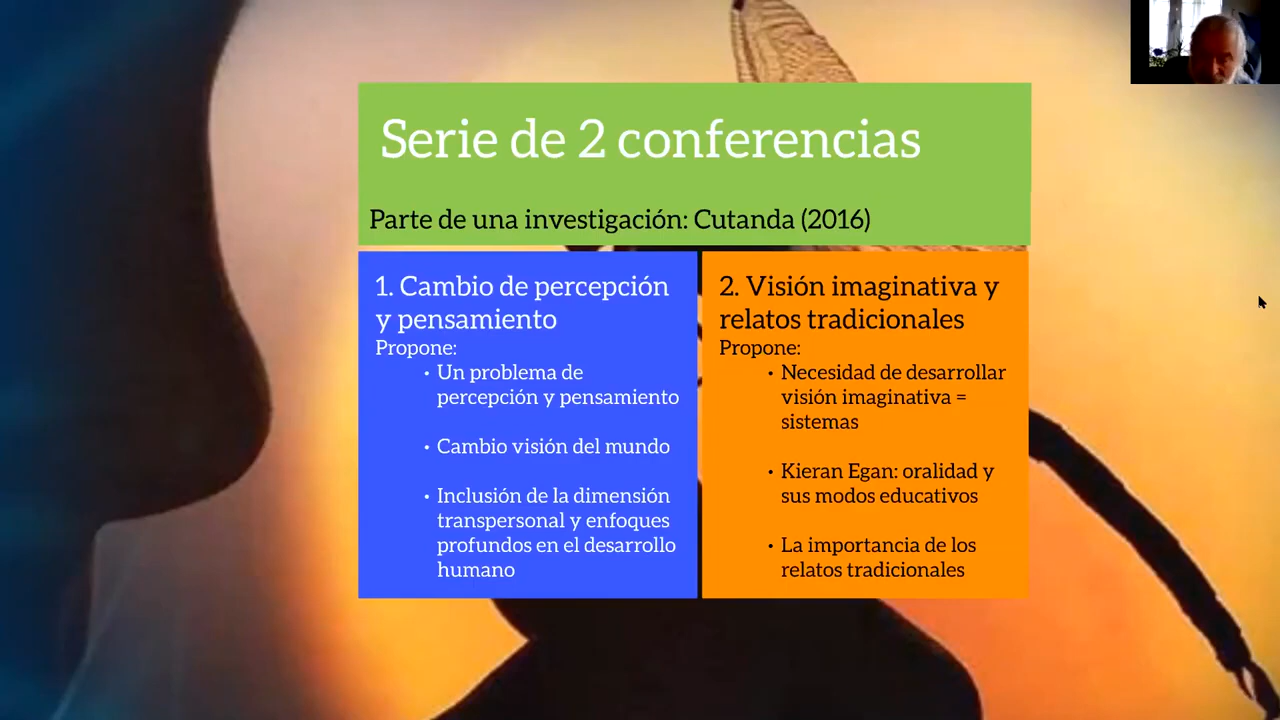 Serie de 2 conferencias
Parte de una investigación: Cutanda (2016)
1. Cambio de percepción
y pensamiento
Propone:
• Un problema de
percepción y pensamiento
• Cambio visión del mundo
• Inclusión de la dimensión
transpersonal y enfoques
profundos en el desarrollo
humano
2. Visión imaginativa y
relatos tradicionales
Propone:
• Necesidad de desarrollar
visión imaginativa =
sistemas
• Kieran Egan: oralidad y
sus modos educativos
• La importancia de los
relatos tradicionales